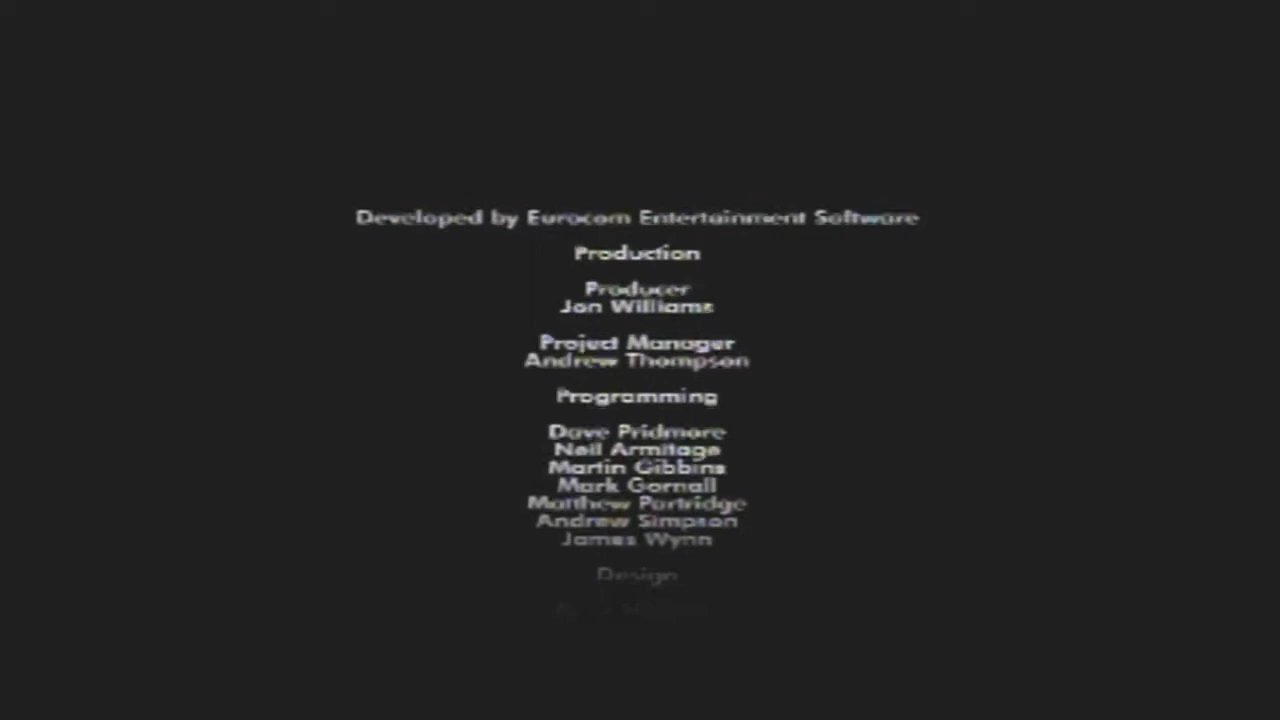 Developed by Eurocom Entertainment Software
Production
Producer
Jon Williams
Project Manager
Andrew Thompson
Programming
Dave Pridmore
Neil Armitage
Martin Gibbins
Mark Gornall
Matthew Partridge
Andrew Simpson
James Wynn
Design